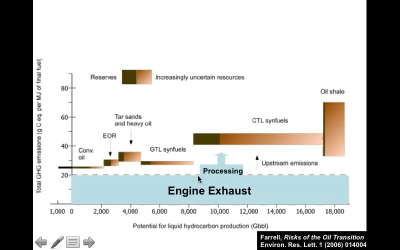 Reserves
Increasingly uncertain resources
Oil shale
Tar sands
and heavy oil
CTL synfuels
EOR
GTL synfuels
Conv.
oil
Upstream emissions
Processing
Engine Exhaust
Total GHG emissions (g C eq. per MJ of final fuel)
80
60
40
20
0
1,000 0 2,000 4,000 6,000 8,000 10,000 12,000 14,000 16,000 18,000
Potential for liquid hydrocarbon production (Gbbl)
Farrell, Risks of the Oil Transition
Environ. Res. Lett. 1 (2006) 014004